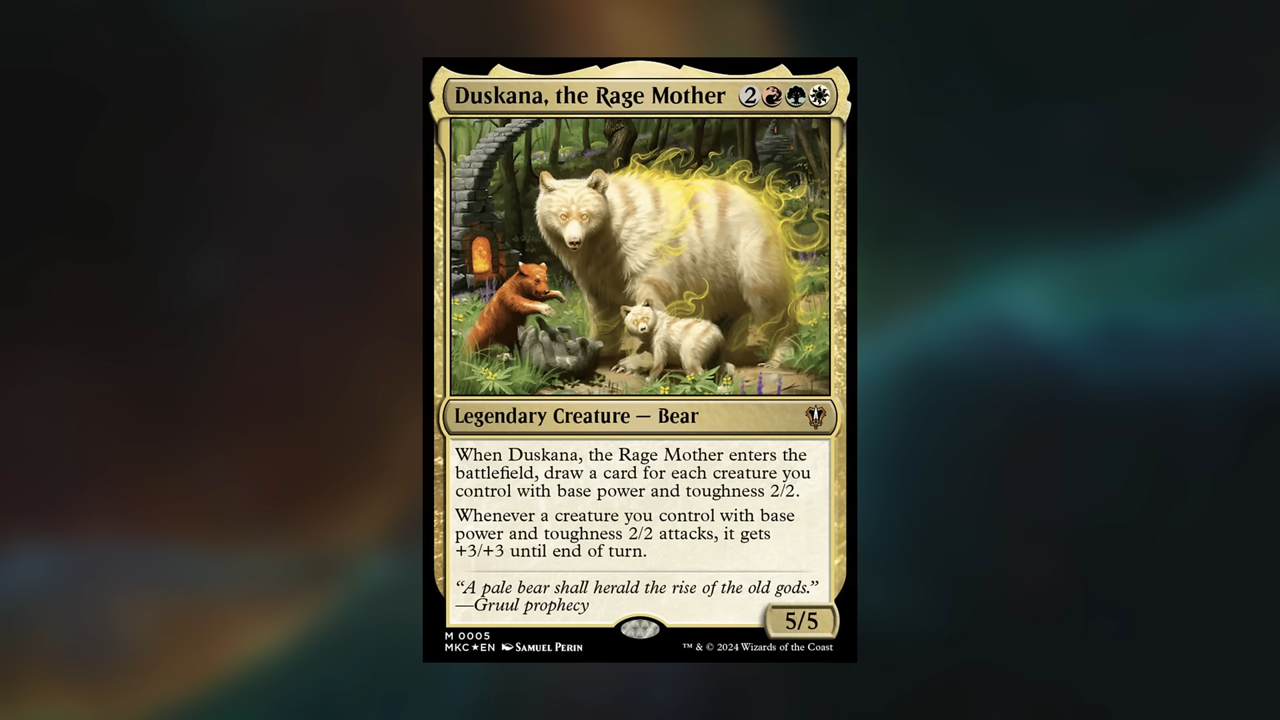 Duskana, the Rage Mother 2
Legendary Creature — Bear
When Duskana, the Rage Mother enters the
battlefield, draw a card for each creature you
control with base power and toughness 2/2.
Whenever a creature you control with base
power and toughness 2/2 attacks, it gets
+3/+3 until end of turn.
“A pale bear shall herald the rise of the old gods.”
—Gruul prophecy
5/5
M 0005
MKC★EN Samuel Perin
™ & © 2024 Wizards of the Coast